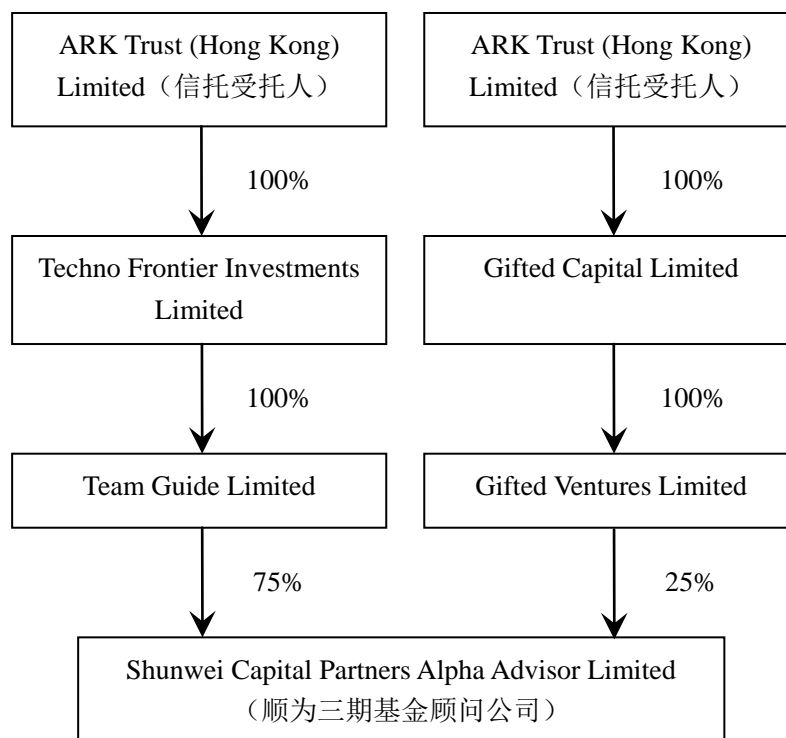 ARK Trust (Hong Kong)
Limited（信托受托人）
ARK Trust (Hong Kong)
Limited（信托受托人）
100%
100%
Techno Frontier Investments
Limited
Gifted Capital Limited
100%
100%
Team Guide Limited
Gifted Ventures Limited
75%
25%
Shunwei Capital Partners Alpha Advisor Limited
（顺为三期基金顾问公司）